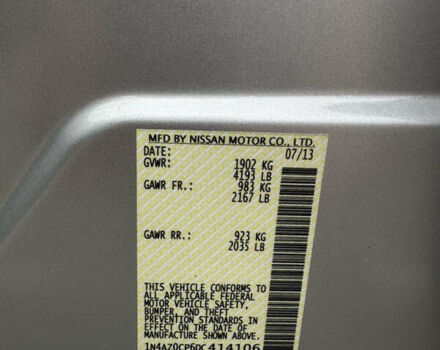 MFD BY NISSAN MOTOR CO., LTD.
DATE: 07/13
GVWR: 1902 KG
4193 LB
GAWR FR.: 983 KG
2167 LB
GAWR RR.: 923 KG
2035 LB
THIS VEHICLE CONFORMS TO ALL
APPLICABLE FEDERAL
MOTOR VEHICLE SAFETY,
BUMPER, AND THEFT
PREVENTION STANDARDS IN
EFFECT ON THE DATE OF
MANUFACTURE SHOWN ABOVE.
1N4AZ0CP6DC414106